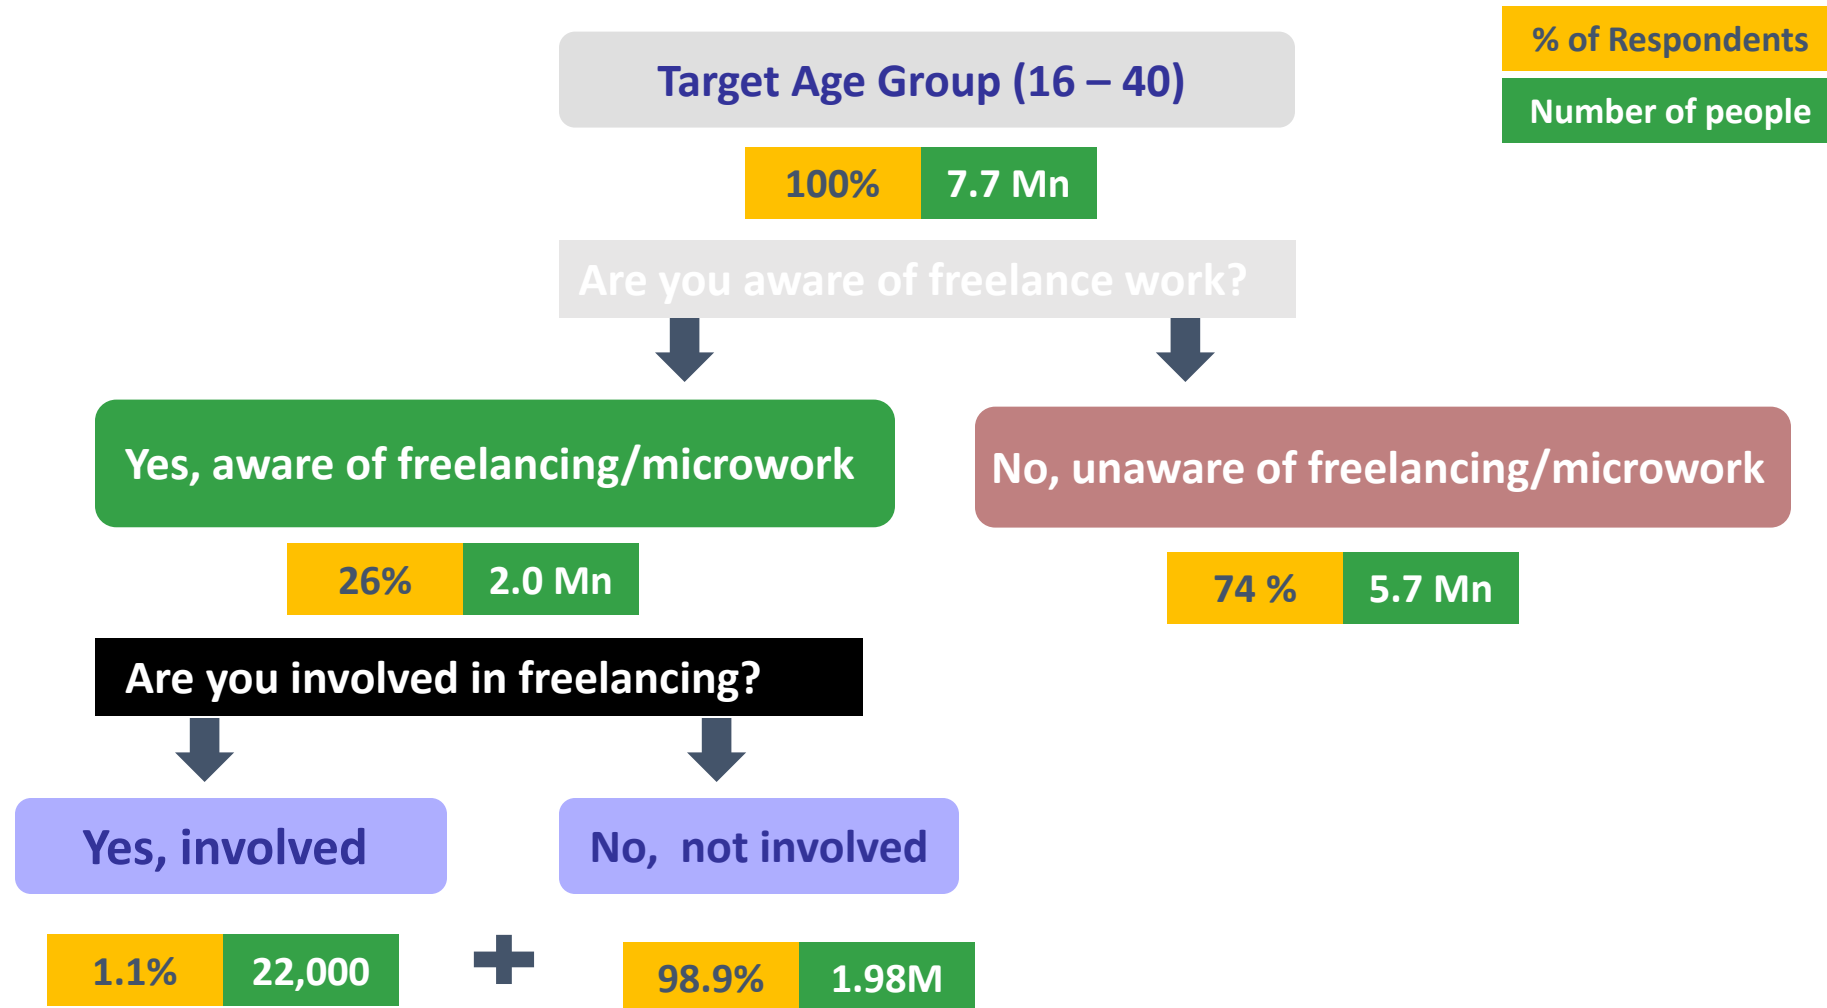 % of Respondents
Number of people
Target Age Group (16 – 40)
100% 7.7 Mn
Are you aware of freelance work?
Yes, aware of freelancing/microwork
No, unaware of freelancing/microwork
26% 2.0 Mn
74 % 5.7 Mn
Are you involved in freelancing?
Yes, involved
No, not involved
1.1% 22,000
98.9% 1.98M